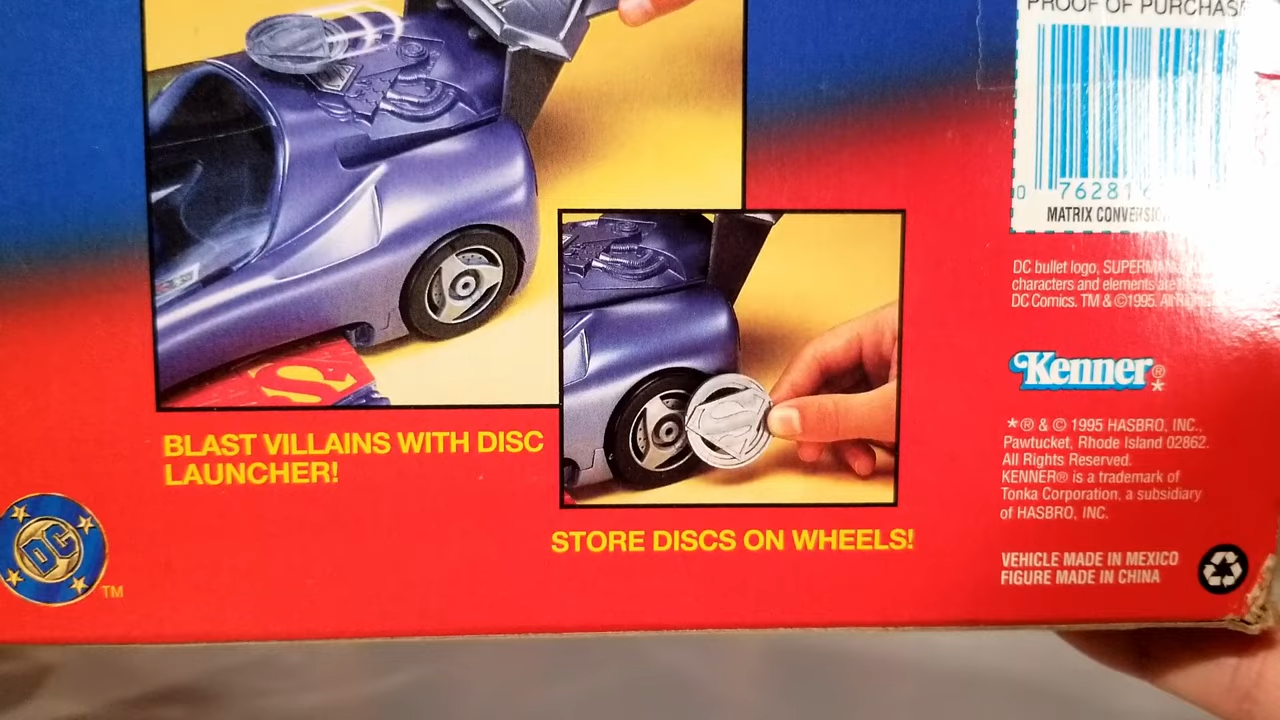 PROOF OF PURCHASE
0 76281
MATRIX CONVERSION
DC bullet logo, SUPERMAN,
characters and elements are
DC Comics. TM & ©1995. All Rights
Kenner®
*
*® & © 1995 HASBRO, INC.,
Pawtucket, Rhode Island 02862.
All Rights Reserved.
KENNER® is a trademark of
Tonka Corporation, a subsidiary
of HASBRO, INC.
VEHICLE MADE IN MEXICO
FIGURE MADE IN CHINA
BLAST VILLAINS WITH DISC
LAUNCHER!
STORE DISCS ON WHEELS!
DC
TM
S
S